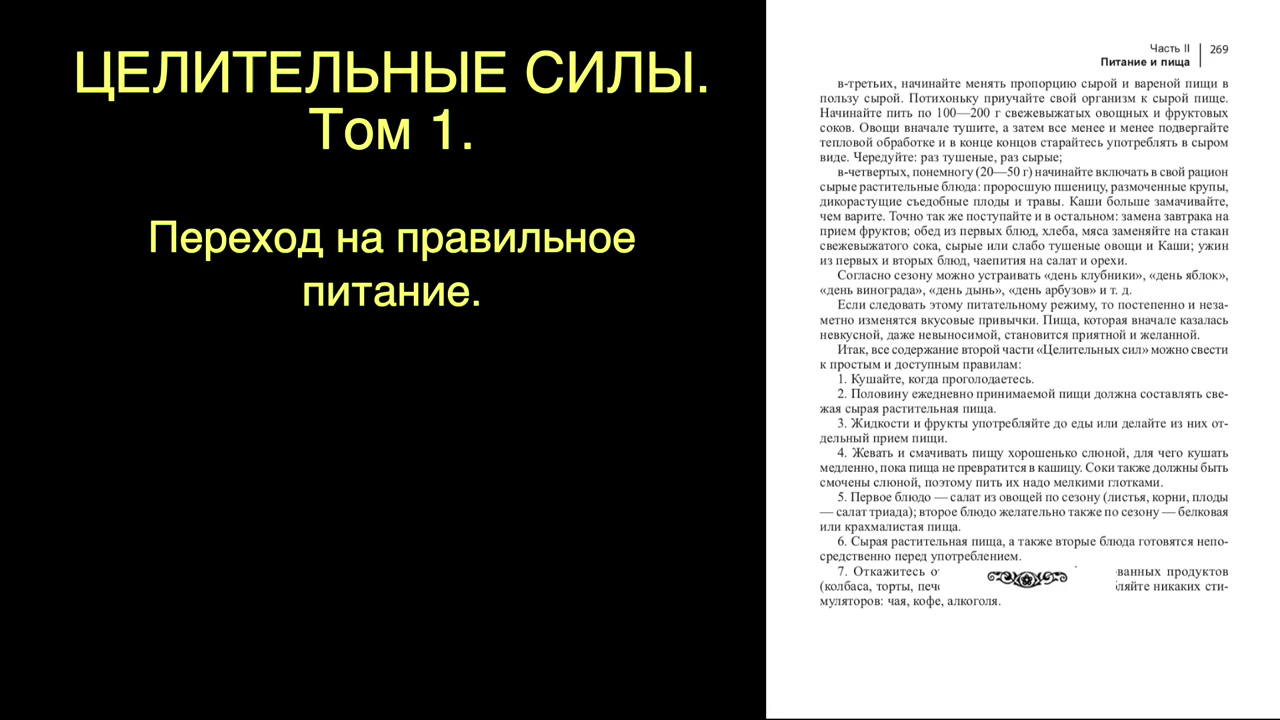 ЦЕЛИТЕЛЬНЫЕ СИЛЫ.
Том 1.
Переход на правильное
питание.
Часть II 269
Питание и пища
в-третьих, начинайте менять пропорцию сырой и вареной пищи в
пользу сырой. Потихоньку приучайте свой организм к сырой пище.
Начинайте пить по 100—200 г свежевыжатых овощных и фруктовых
соков. Овощи вначале тушите, а затем все менее и менее подвергайте
тепловой обработке и в конце концов старайтесь употреблять в сыром
виде. Чередуйте: раз тушеные, раз сырые;
в-четвертых, понемногу (20—50 г) начинайте включать в свой рацион
сырые растительные блюда: проросшую пшеницу, размоченные крупы,
дикорастущие съедобные плоды и травы. Каши больше замачивайте,
чем варите. Точно так же поступайте и в остальном: замена завтрака на
прием фруктов; обед из первых блюд, хлеба, мяса заменяйте на стакан
свежевыжатого сока, сырые или слабо тушеные овощи и Каши; ужин
из первых и вторых блюд, чаепития на салат и орехи.
Согласно сезону можно устраивать «день клубники», «день яблок»,
«день винограда», «день дынь», «день арбузов» и т. д.
Если следовать этому питательному режиму, то постепенно и неза-
метно изменятся вкусовые привычки. Пища, которая вначале казалась
невкусной, даже невыносимой, становится приятной и желанной.
Итак, все содержание второй части «Целительных сил» можно свести
к простым и доступным правилам:
1. Кушайте, когда проголодаетесь.
2. Половину ежедневно принимаемой пищи должна составлять све-
жая сырая растительная пища.
3. Жидкости и фрукты употребляйте до еды или делайте из них от-
дельный прием пищи.
4. Жевать и смачивать пищу хорошенько слюной, для чего кушать
медленно, пока пища не превратится в кашицу. Соки также должны быть
смочены слюной, поэтому пить их надо мелкими глотками.
5. Первое блюдо — салат из овощей по сезону (листья, корни, плоды
— салат триада); второе блюдо желательно также по сезону — белковая
или крахмалистая пища.
6. Сырая растительная пища, а также вторые блюда готовятся непо-
средственно перед употреблением.
7. Откажитесь продуктов
(колбаса, торты, никаких сти-
муляторов: чая, кофе, алкоголя.